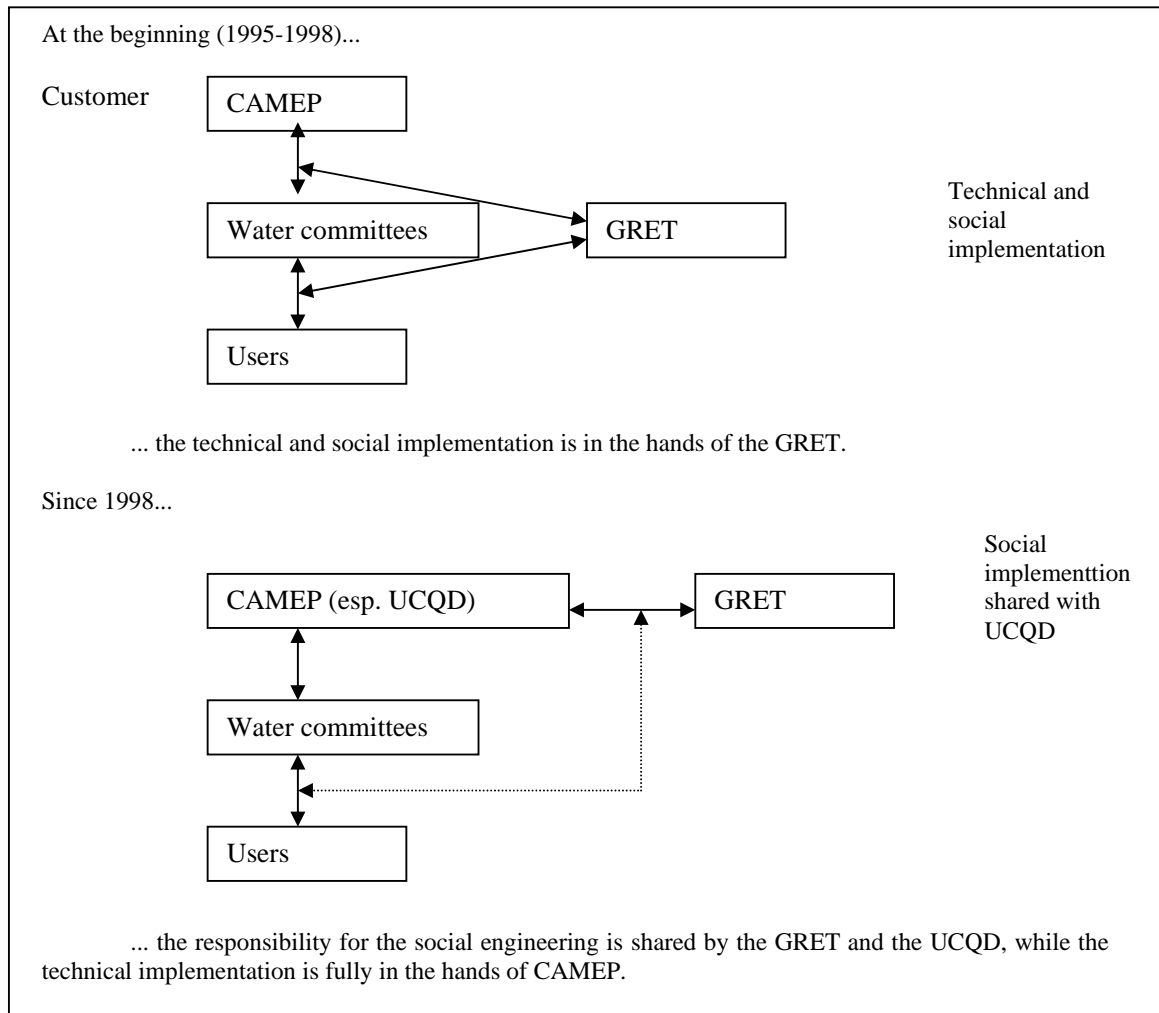 At the beginning (1995-1998)...
Customer
CAMEP
Water committees
GRET
Technical and
social
implementation
Users
... the technical and social implementation is in the hands of the GRET.
Since 1998...
CAMEP (esp. UCQD)
GRET
Social
implementtion
shared with
UCQD
Water committees
Users
... the responsibility for the social engineering is shared by the GRET and the UCQD, while the
technical implementation is fully in the hands of CAMEP.